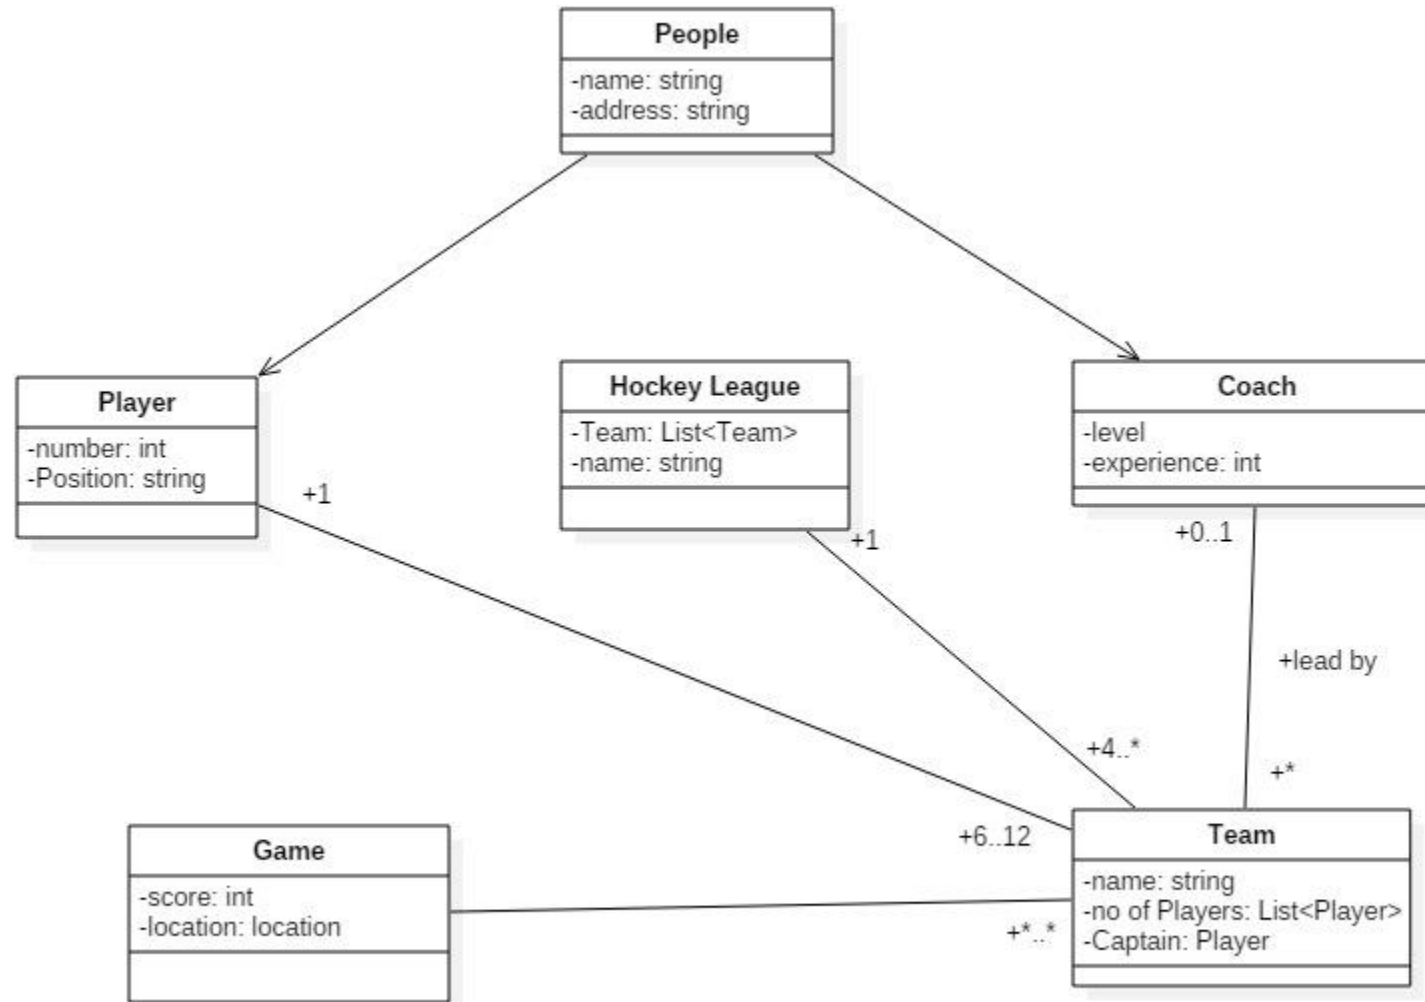 People
-name: string
-address: string
Player
-number: int
-Position: string
Hockey League
-Team: List<Team>
-name: string
Coach
-level
-experience: int
+1
+1
+0..1
+lead by
+4..*
+*
+6..12
Game
-score: int
-location: location
+*..*
Team
-name: string
-no of Players: List<Player>
-Captain: Player